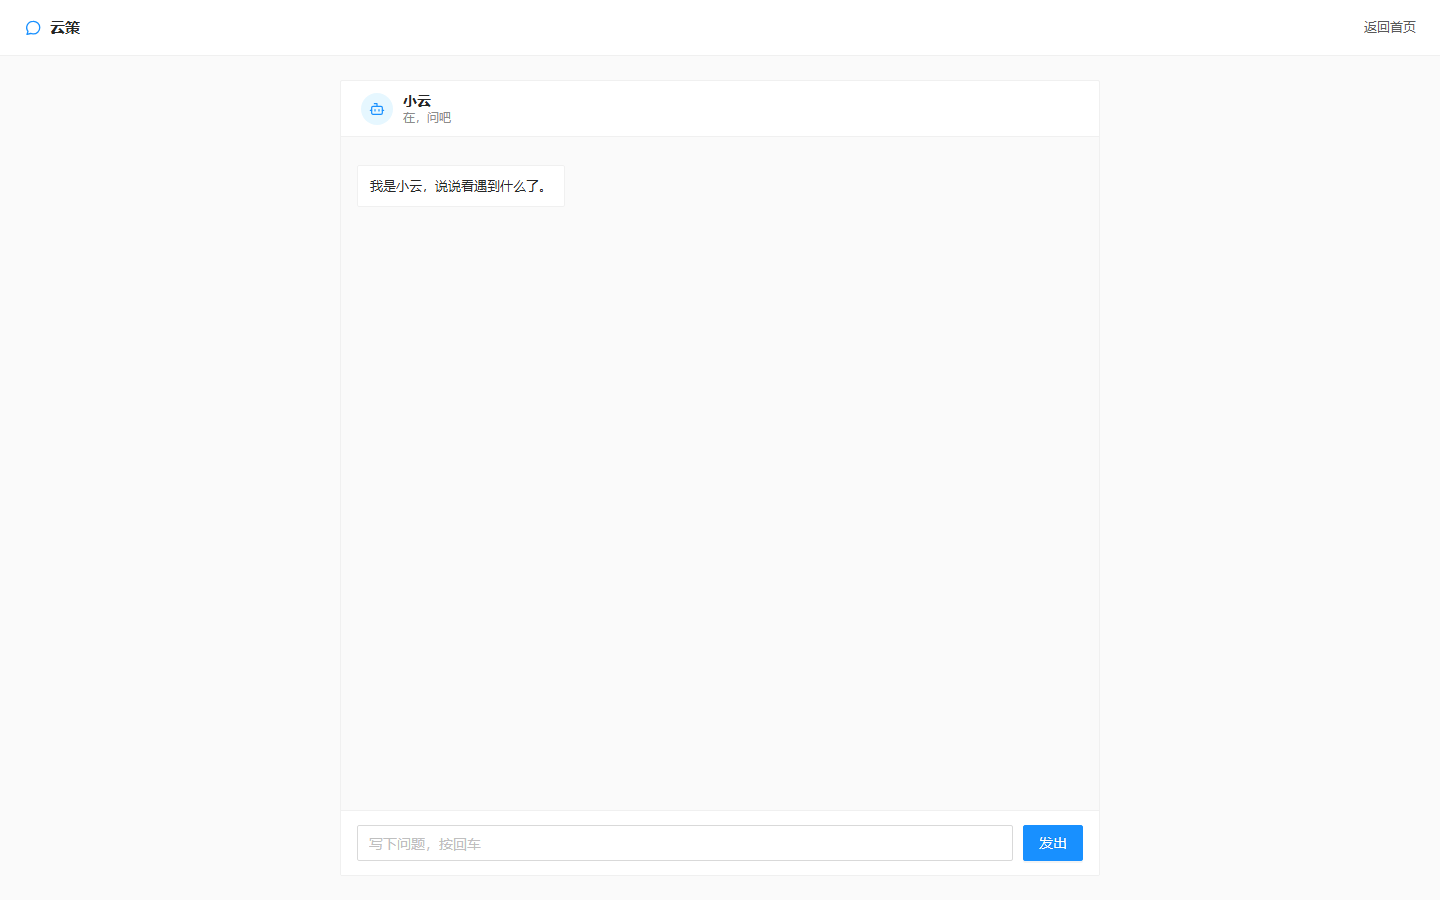 云策
返回首页
小云
在，问吧
我是小云，说说看遇到什么了。
写下问题，按回车
发出